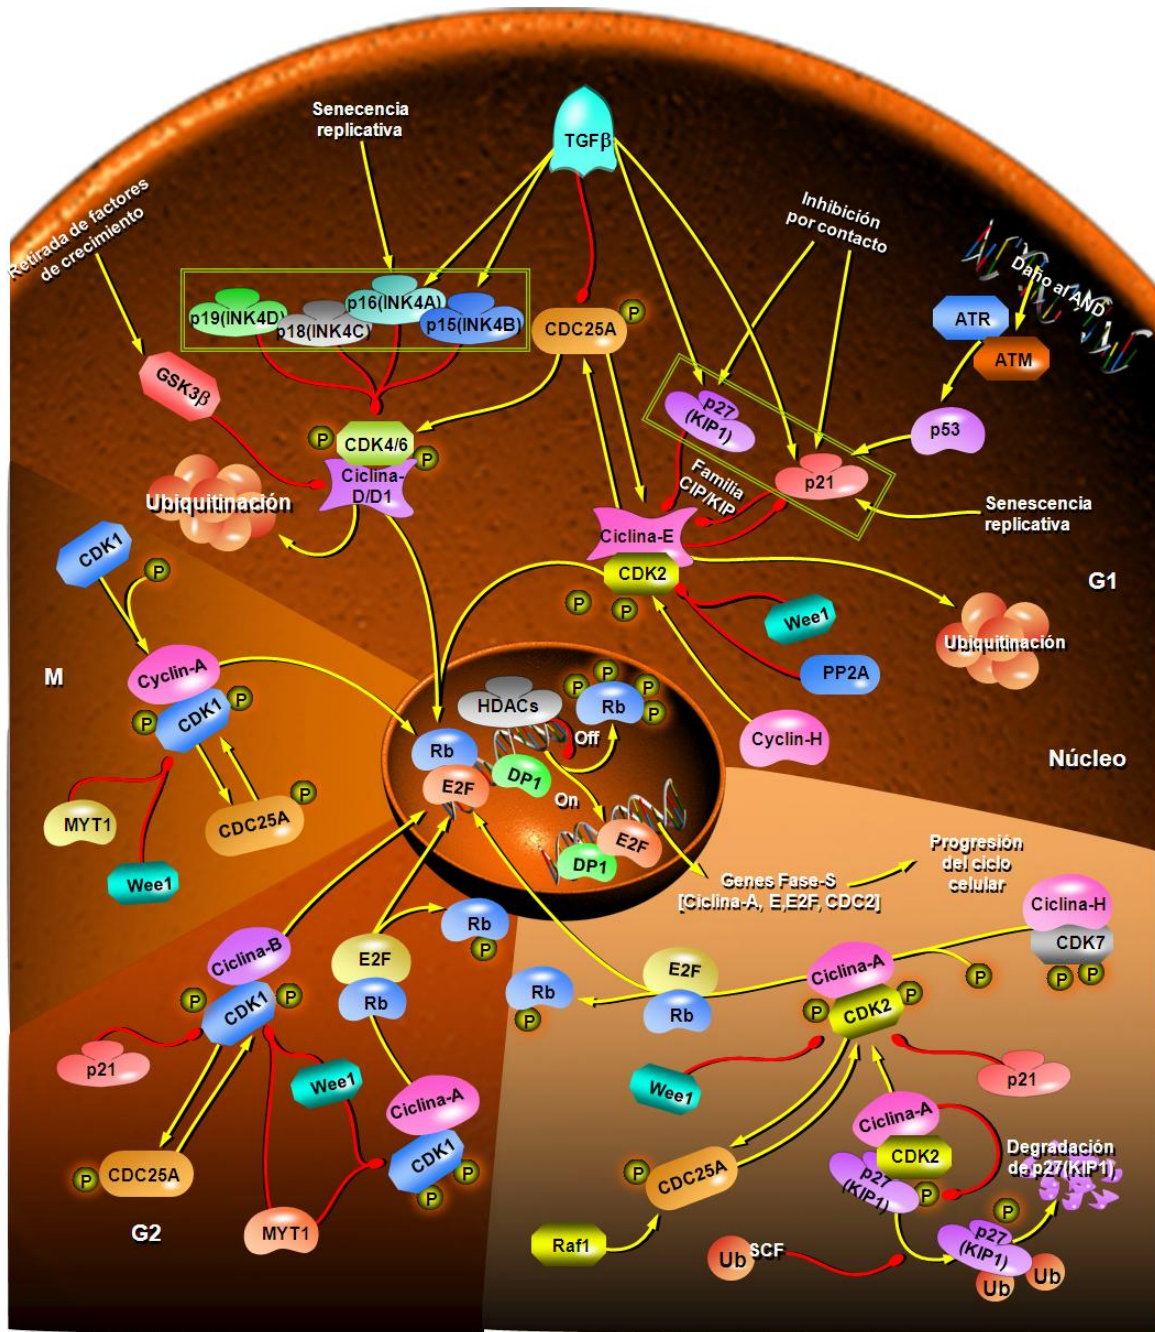 Senecencia
replicativa
TGFβ
Retirada de factores
de crecimiento
Inhibición
por contacto
Daño al AND
p19(INK4D)
p18(INK4C)
p16(INK4A)
p15(INK4B)
CDC25A
P
ATR
ATM
GSK3β
p27
(KIP1)
p53
P
CDK4/6
P
Ciclina-
D/D1
Familia
CIP/KIP
p21
Ubiquitinación
Senescencia
replicativa
Ciclina-E
CDK2
P
P
G1
CDK1
P
Wee1
Ubiquitinación
PP2A
M
Cyclin-A
CDK1
P
P
HDACs
P
P
P
P
Rb
Off
Cyclin-H
Núcleo
Rb
E2F
DP1
On
MYT1
CDC25A
P
Wee1
E2F
DP1
Genes Fase-S
[Ciclina-A, E,E2F, CDC2]
Progresión
del ciclo
celular
Ciclina-H
CDK7
P
P
Ciclina-B
CDK1
P
P
E2F
Rb
Rb
P
Rb
P
E2F
Rb
Ciclina-A
CDK2
P
P
P
p21
Wee1
Ciclina-A
CDK1
P
P
Wee1
p21
CDC25A
P
MYT1
G2
P
CDC25A
Raf1
Ciclina-A
CDK2
p27
(KIP1)
P
Degradación
de p27(KIP1)
P
p27
(KIP1)
Ub
Ub
Ub
SCF